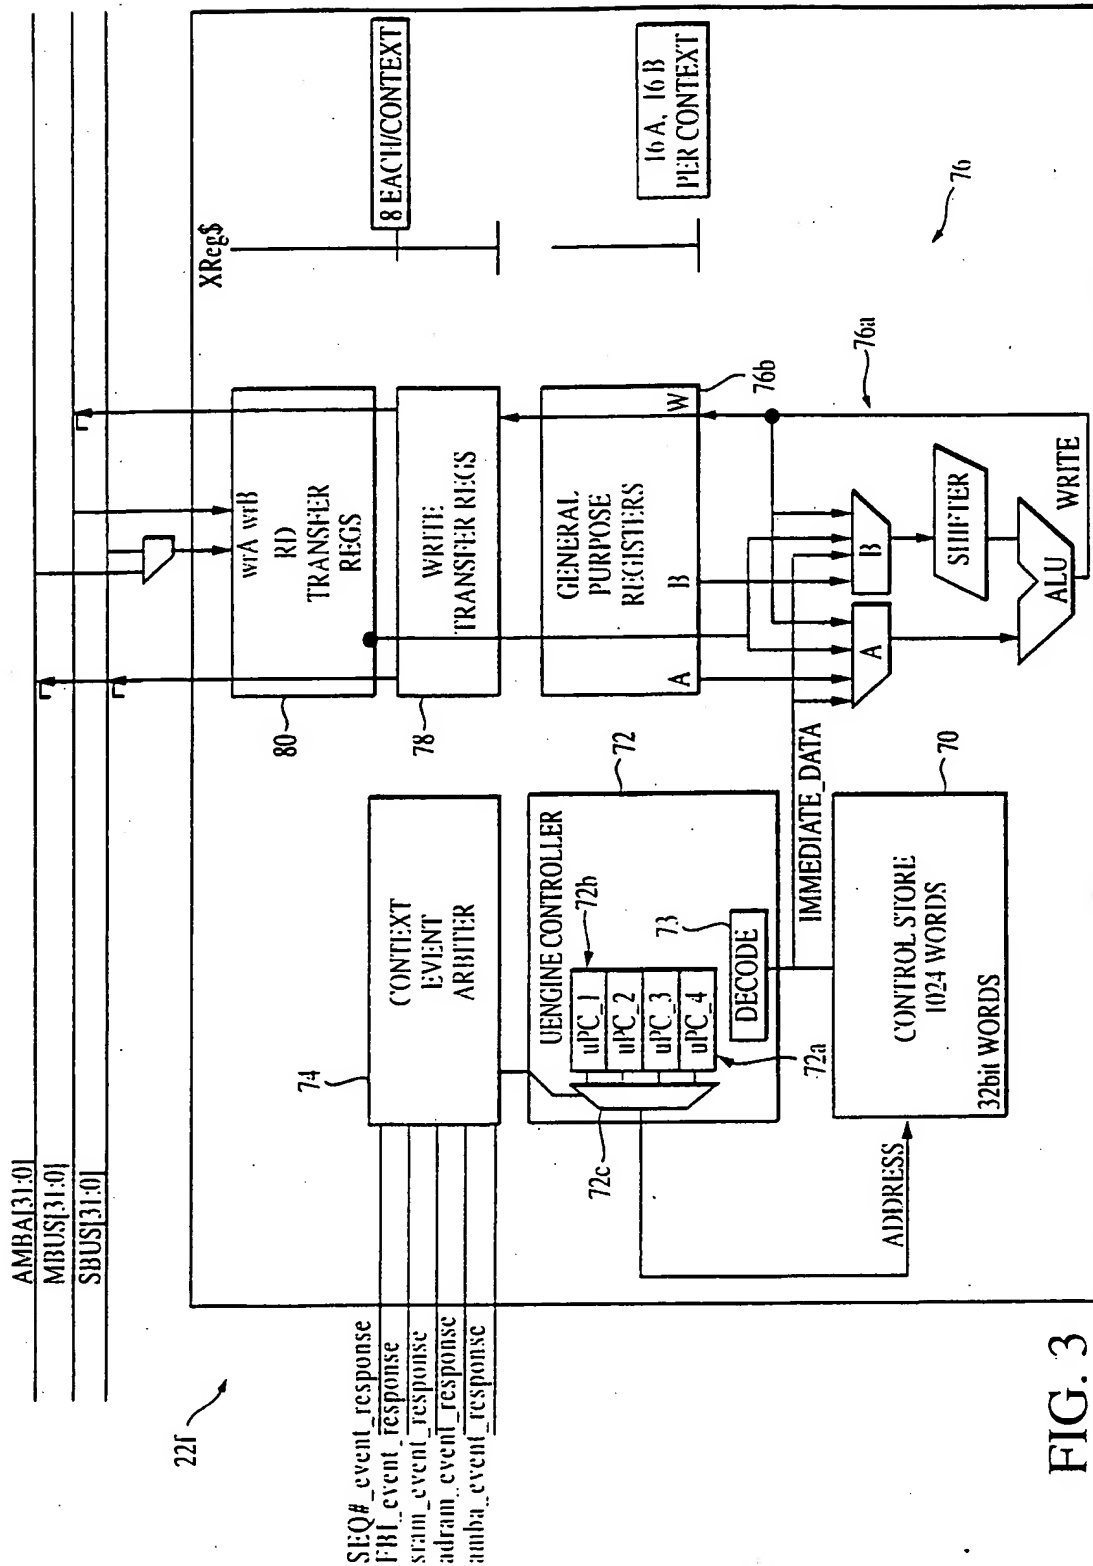 AMBA[31:0]
MBUS[31:0]
SBUS[31:0]
22f
SEQ#_event_response
FBI_event_response
sram_event_response
adram_event_response
amba_event_response
74
CONTEXT
EVENT
ARBITER
UENGINE CONTROLLER
72
72b
uPC_1
uPC_2
uPC_3
uPC_4
72a
72c
73
DECODE
IMMEDIATE_DATA
ADDRESS
70
CONTROL STORE
1024 WORDS
32bit WORDS
80
wrA wrB
RD
TRANSFER
REGS
78
WRITE
TRANSFER REGS
GENERAL
PURPOSE
REGISTERS
A
B
W
76b
A
B
SHIFTER
ALU
WRITE
76a
XReg$
8 EACH/CONTEXT
16 A, 16 B
PER CONTEXT
76
FIG. 3